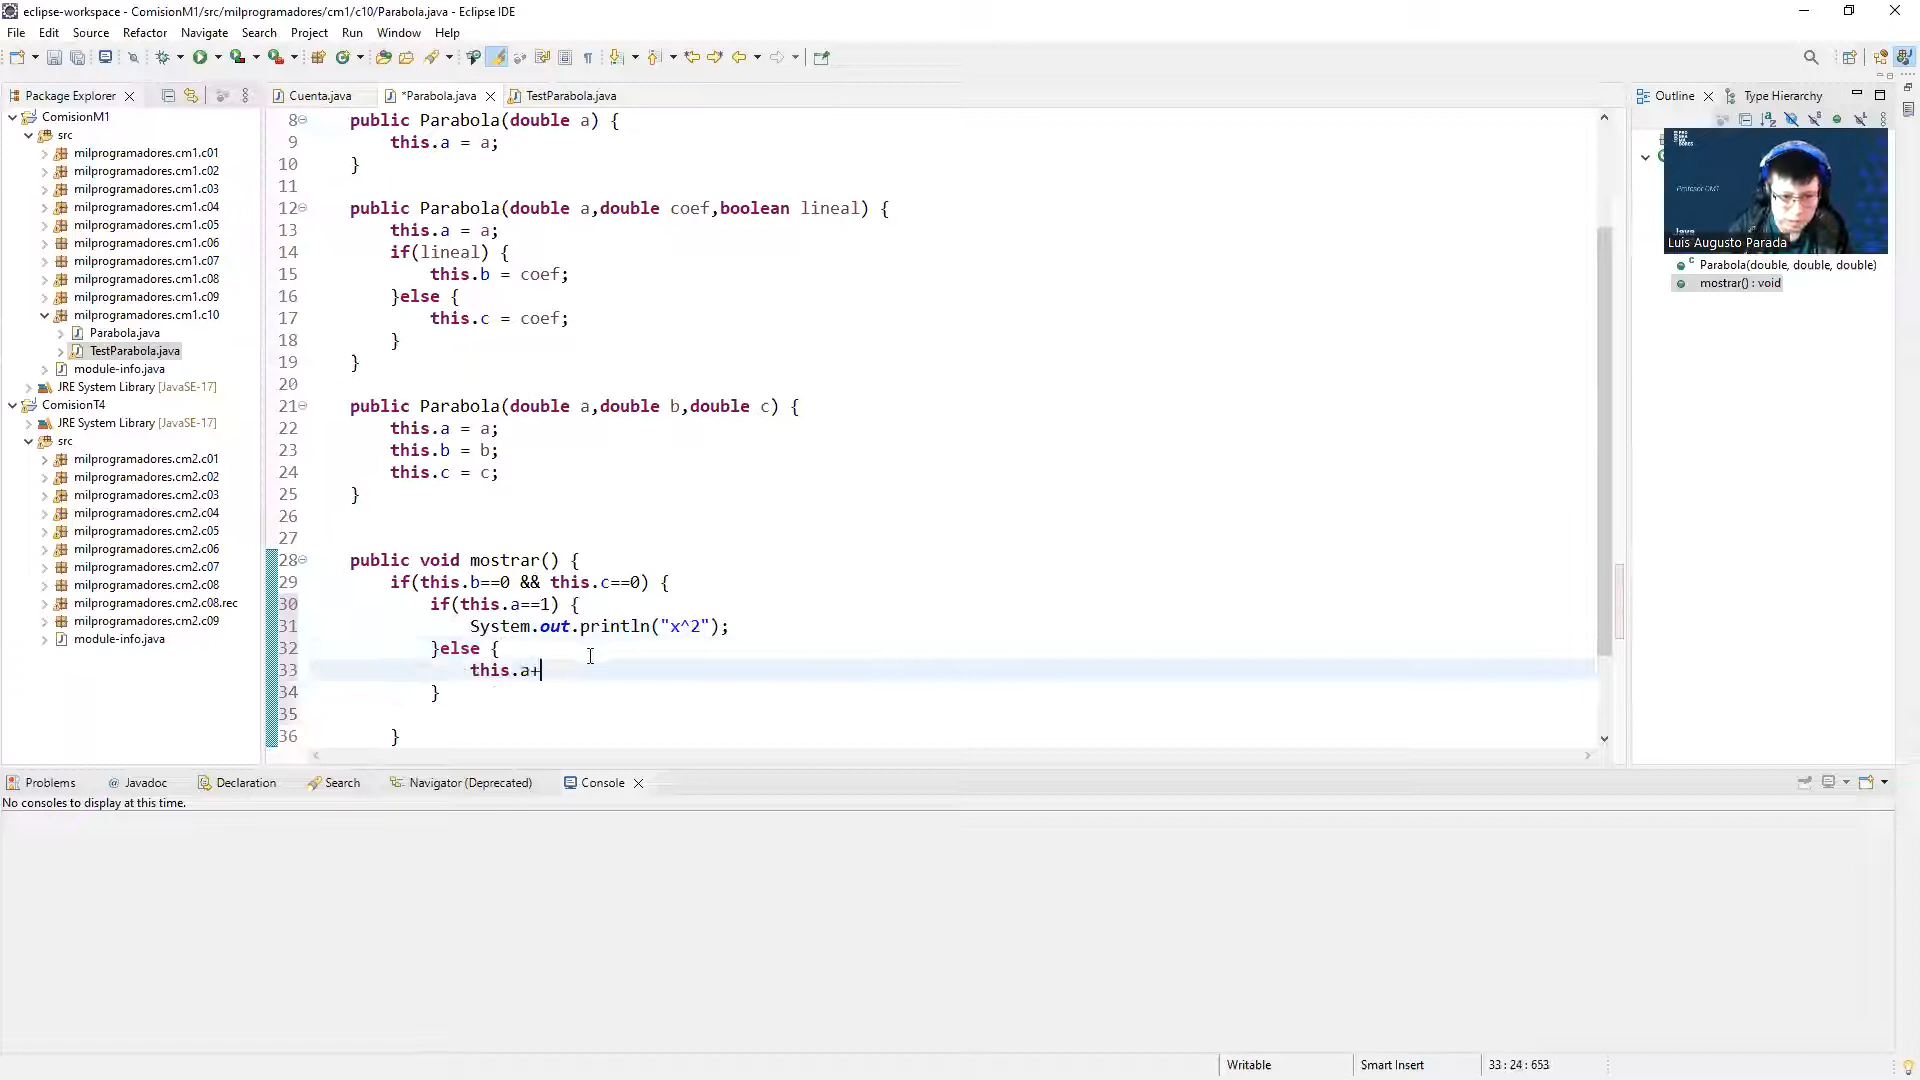 eclipse-workspace - ComisionM1/src/milprogramadores/cm1/c10/Parabola.java - Eclipse IDE
File Edit Source Refactor Navigate Search Project Run Window Help
Package Explorer
Cuenta.java
*Parabola.java
TestParabola.java
Outline
Type Hierarchy
ComisionM1
src
milprogramadores.cm1.c01
milprogramadores.cm1.c02
milprogramadores.cm1.c03
milprogramadores.cm1.c04
milprogramadores.cm1.c05
milprogramadores.cm1.c06
milprogramadores.cm1.c07
milprogramadores.cm1.c08
milprogramadores.cm1.c09
milprogramadores.cm1.c10
Parabola.java
TestParabola.java
module-info.java
JRE System Library [JavaSE-17]
ComisionT4
JRE System Library [JavaSE-17]
src
milprogramadores.cm2.c01
milprogramadores.cm2.c02
milprogramadores.cm2.c03
milprogramadores.cm2.c04
milprogramadores.cm2.c05
milprogramadores.cm2.c06
milprogramadores.cm2.c07
milprogramadores.cm2.c08
milprogramadores.cm2.c08.rec
milprogramadores.cm2.c09
module-info.java
8 public Parabola(double a) {
9 this.a = a;
10 }
11
12 public Parabola(double a,double coef,boolean lineal) {
13 this.a = a;
14 if(lineal) {
15 this.b = coef;
16 }else {
17 this.c = coef;
18 }
19 }
20
21 public Parabola(double a,double b,double c) {
22 this.a = a;
23 this.b = b;
24 this.c = c;
25 }
26
27
28 public void mostrar() {
29 if(this.b==0 && this.c==0) {
30 if(this.a==1) {
31 System.out.println("x^2");
32 }else {
33 this.a+
34 }
35
36 }
Profesor CM1
Java
Luis Augusto Parada
Parabola(double, double, double)
mostrar() : void
Problems
Javadoc
Declaration
Search
Navigator (Deprecated)
Console
No consoles to display at this time.
Writable
Smart Insert
33 : 24 : 653